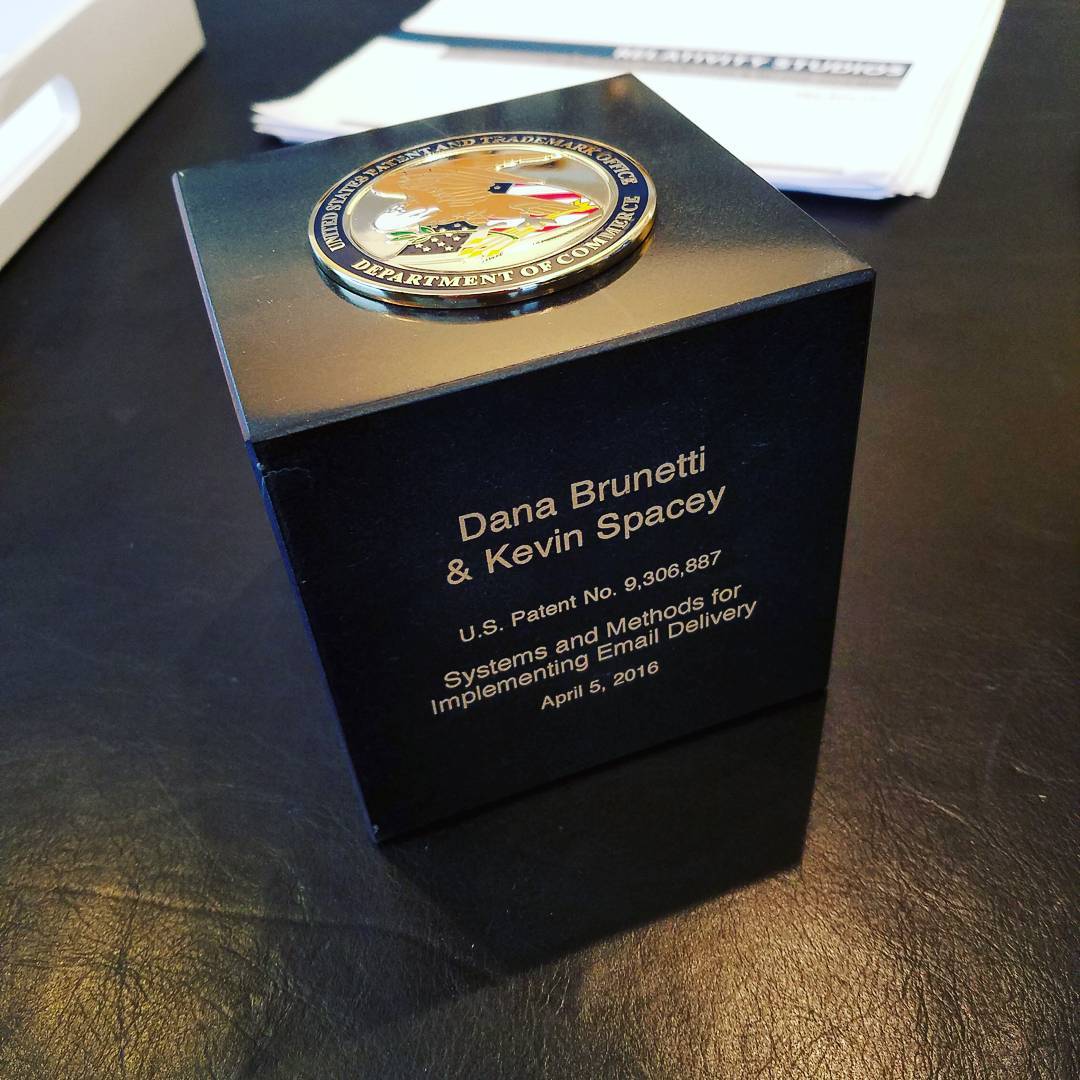 RELATIVITY STUDIOS
UNITED STATES PATENT AND TRADEMARK OFFICE
DEPARTMENT OF COMMERCE
Dana Brunetti
& Kevin Spacey
U.S. Patent No. 9,306,887
Systems and Methods for
Implementing Email Delivery
April 5, 2016